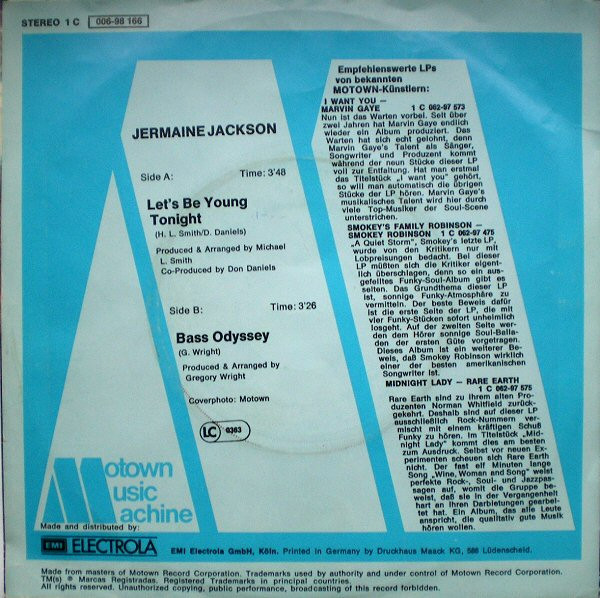 STEREO 1 C 006-98 166
JERMAINE JACKSON
Side A: Time: 3'48
Let's Be Young
Tonight
(H. L. Smith/D. Daniels)
Produced & Arranged by Michael
L. Smith
Co-Produced by Don Daniels
Side B: Time: 3'26
Bass Odyssey
(G. Wright)
Produced & Arranged by
Gregory Wright
Coverphoto: Motown
LC 0363
Empfehlenswerte LPs
von bekannten
MOTOWN-Künstlern:
I WANT YOU —
MARVIN GAYE 1 C 062-97 573
Nun ist das Warten vorbei. Seit über
zwei Jahren hat Marvin Gaye endlich
wieder ein Album produziert. Das
Warten hat sich echt gelohnt, denn
Marvin Gaye's Talent als Sänger,
Songwriter und Produzent kommt
während der neun Stücke dieser LP
voll zur Entfaltung. Hat man erstmal
das Titelstück „I want you" gehört,
so will man automatisch die übrigen
Stücke der LP hören. Marvin Gaye's
musikalisches Talent wird hier durch
viele Top-Musiker der Soul-Scene
unterstrichen.
SMOKEY'S FAMILY ROBINSON —
SMOKEY ROBINSON 1 C 062-97 475
„A Quiet Storm", Smokey's letzte LP,
wurde von den Kritikern nur mit
Lobpreisungen bedacht. Bei dieser
LP müßten sich die Kritiker eigent-
lich überschlagen, denn so ein aus-
gefeiltes Funky-Soul-Album gibt es
selten. Das Grundthema dieser LP
ist, sonnige Funky-Atmosphäre zu
vermitteln. Der beste Beweis dafür
ist die erste Seite der LP, die mit
vier Funky-Stücken sofort unheimlich
losgeht. Auf der zweiten Seite wer-
den dem Hörer sonnige Soul-Balla-
den der ersten Güte vorgetragen.
Dieses Album ist ein weiterer Be-
weis, daß Smokey Robinson wirklich
einer der besten amerikanischen
Songwriter ist.
MIDNIGHT LADY — RARE EARTH
1 C 062-97 575
Rare Earth sind zu ihrem alten Pro-
duzenten Norman Whitfield zurück-
gekehrt. Deshalb sind auf dieser LP
ausschließlich Rock-Nummern ver-
mischt mit einem kräftigen Schuß
Funky zu hören. Im Titelstück „Mid-
night Lady" kommt dies am besten
zum Ausdruck. Selbst vor neuen Ex-
perimenten scheuen sich Rare Earth
nicht. Der fast elf Minuten lange
Song „Wine, Woman and Song" weist
perfekte Rock-, Soul- und Jazzpas-
sagen auf, womit die Gruppe be-
weist, daß sie in der Vergangenheit
hart an ihren Darbietungen gearbei-
tet hat. Ein Album, das alle Leute
anspricht, die qualitativ gute Musik
hören wollen.
Motown
Music
Machine
Made and distributed by:
EMI ELECTROLA
EMI Electrola GmbH, Köln. Printed in Germany by Druckhaus Maack KG, 588 Lüdenscheid.
Made from masters of Motown Record Corporation. Trademarks used by authority and under control of Motown Record Corporation.
TM(s) ® Marcas Registradas. Registered Trademarks in principal countries.
All rights reserved. Unauthorized copying, public performance, broadcasting of this record forbidden.